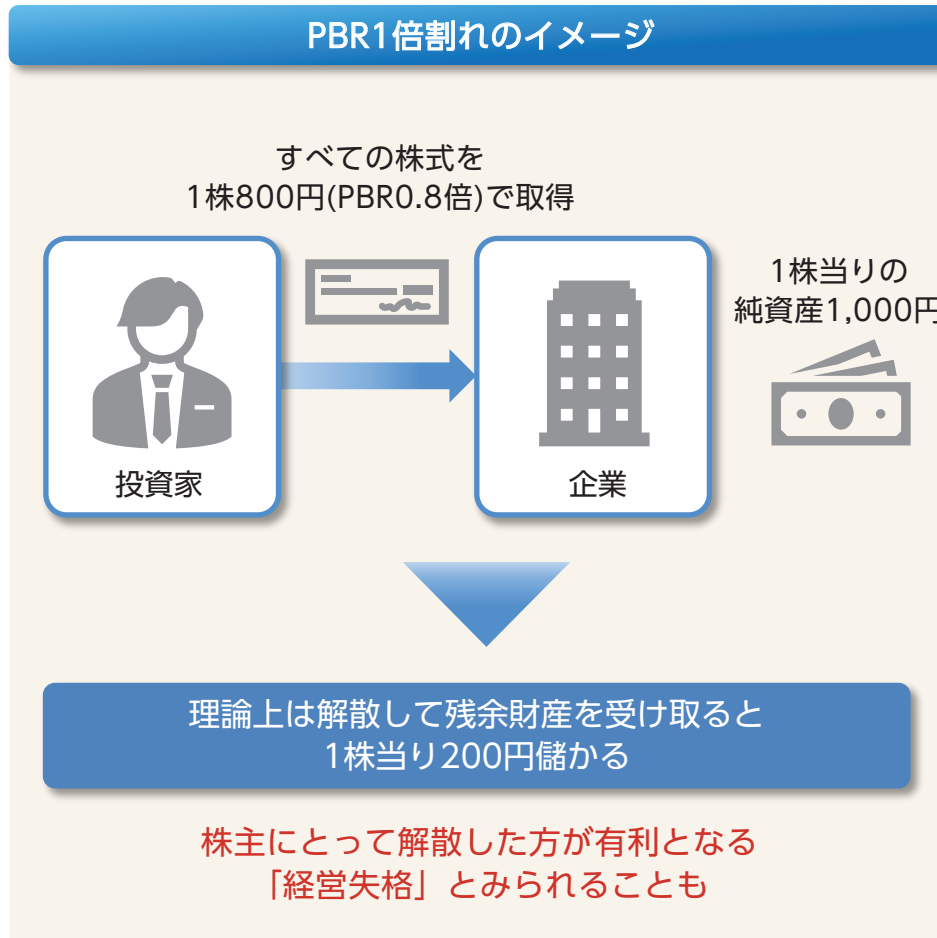 PBR1倍割れのイメージ
すべての株式を
1株800円(PBR0.8倍)で取得
1株当りの
純資産1,000円
投資家
企業
理論上は解散して残余財産を受け取ると
1株当り200円儲かる
株主にとって解散した方が有利となる
「経営失格」とみられることも